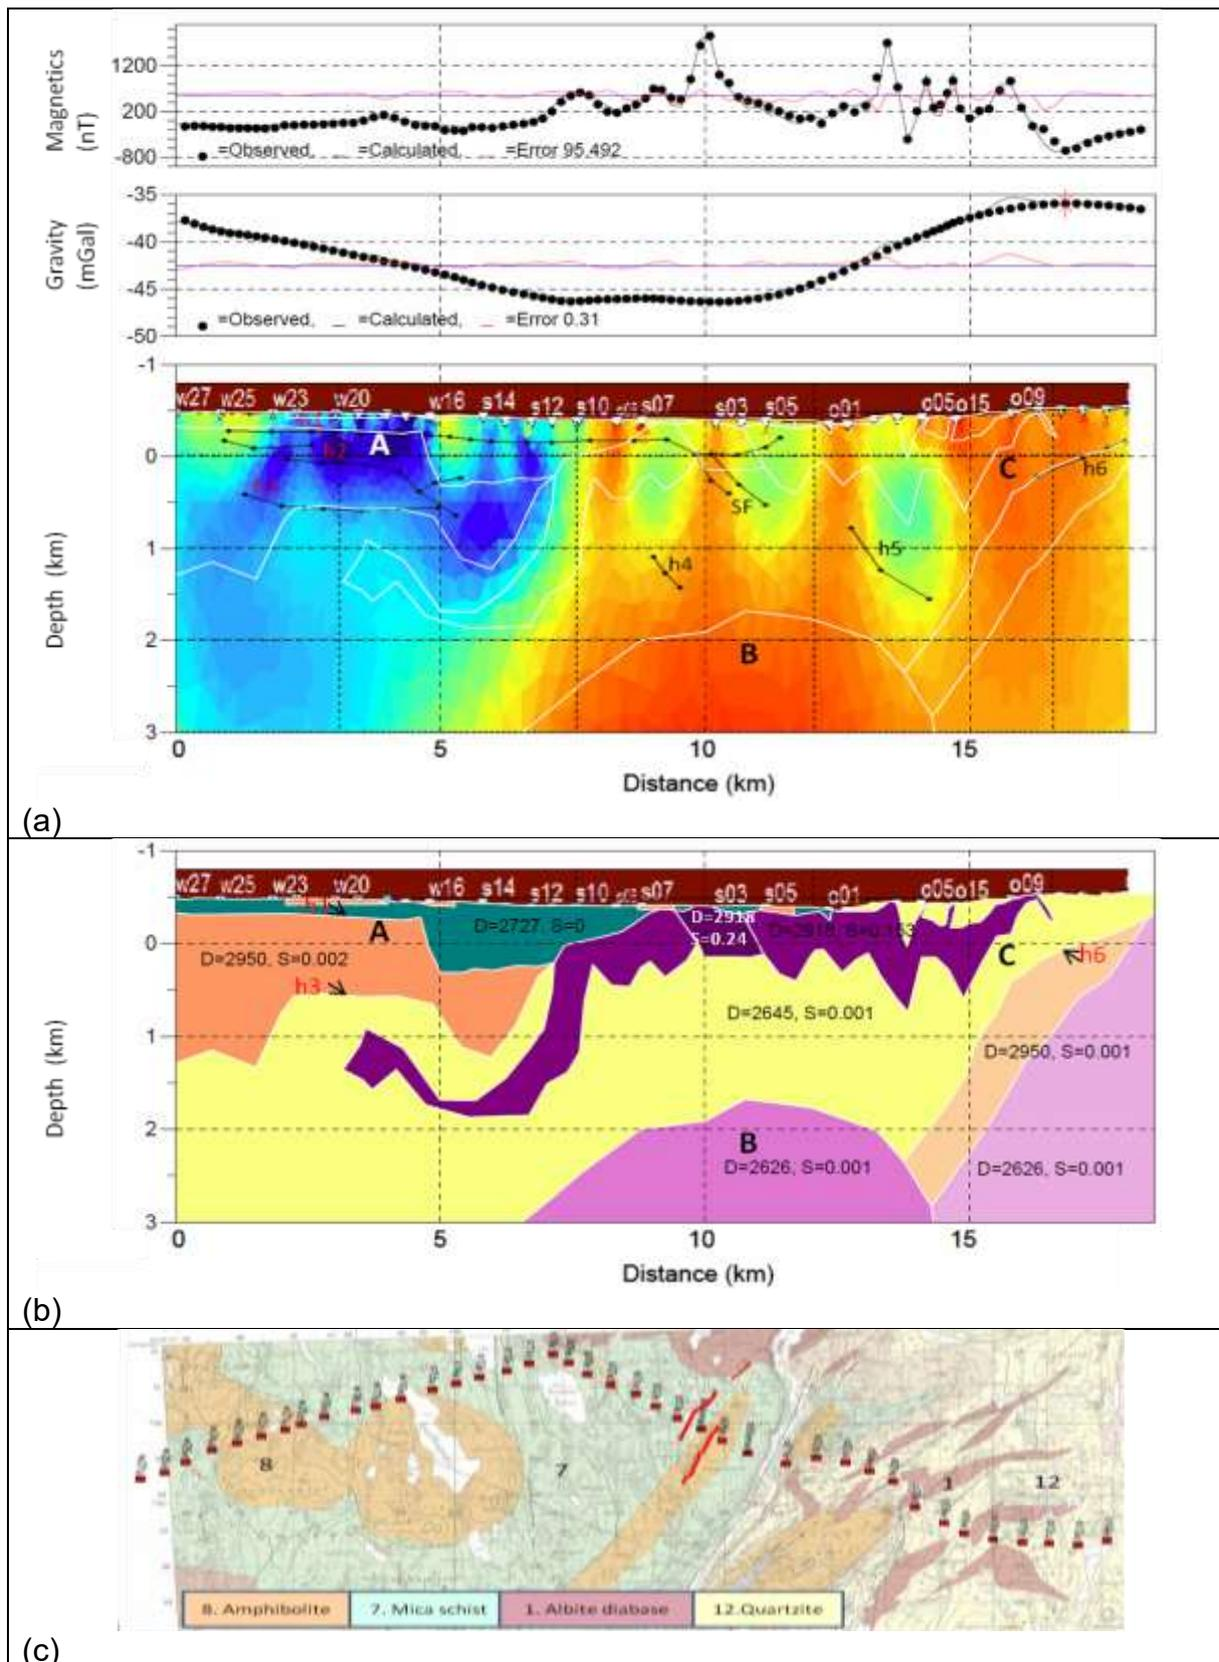 Magnetics
(nT)
1200
200
-800
=Observed, =Calculated, =Error 95.492
Gravity
(mGal)
-35
-40
-45
-50
=Observed, =Calculated, =Error 0.31
Depth (km)
-1
0
1
2
3
w27 w25 w23 w20 w16 s14 s12 s10 s07 s03 s05 o01 o05 o15 o09
h2 A C h6
SF
h4 h5
B
0 5 10 15
Distance (km)
(a)
Depth (km)
-1
0
1
2
3
w27 w25 w23 w20 w16 s14 s12 s10 s07 s03 s05 o01 o05 o15 o09
D=2727, S=0
D=2918
S=0.24
A
D=2950, S=0.002
h3
C h6
D=2645, S=0.001
D=2950, S=0.001
B
D=2626, S=0.001
D=2626, S=0.001
0 5 10 15
Distance (km)
(b)
8 7 1 12
8. Amphibolite 7. Mica schist 1. Albite diabase 12.Quartzite
(c)